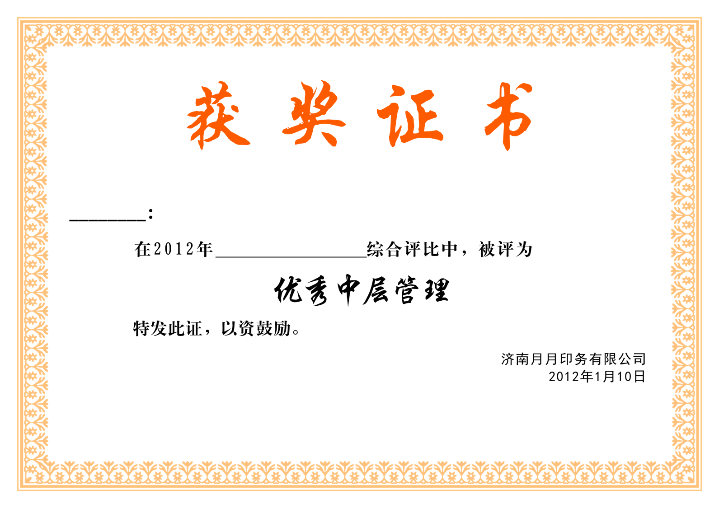 获奖证书
________：
在2012年_______________综合评比中，被评为
优秀中层管理
特发此证，以资鼓励。
济南月月印务有限公司
2012年1月10日